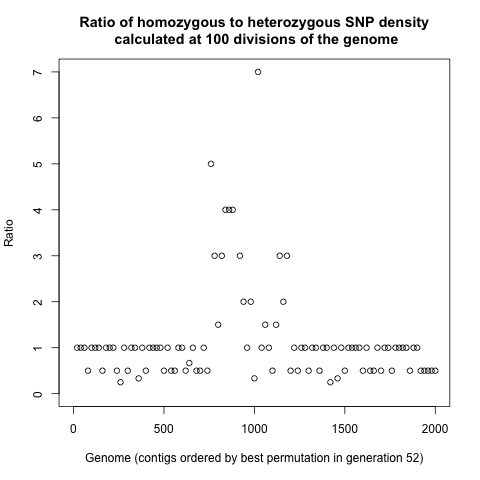 Ratio of homozygous to heterozygous SNP density
calculated at 100 divisions of the genome
7
6
5
4
3
2
1
0
Ratio
0 500 1000 1500 2000
Genome (contigs ordered by best permutation in generation 52)